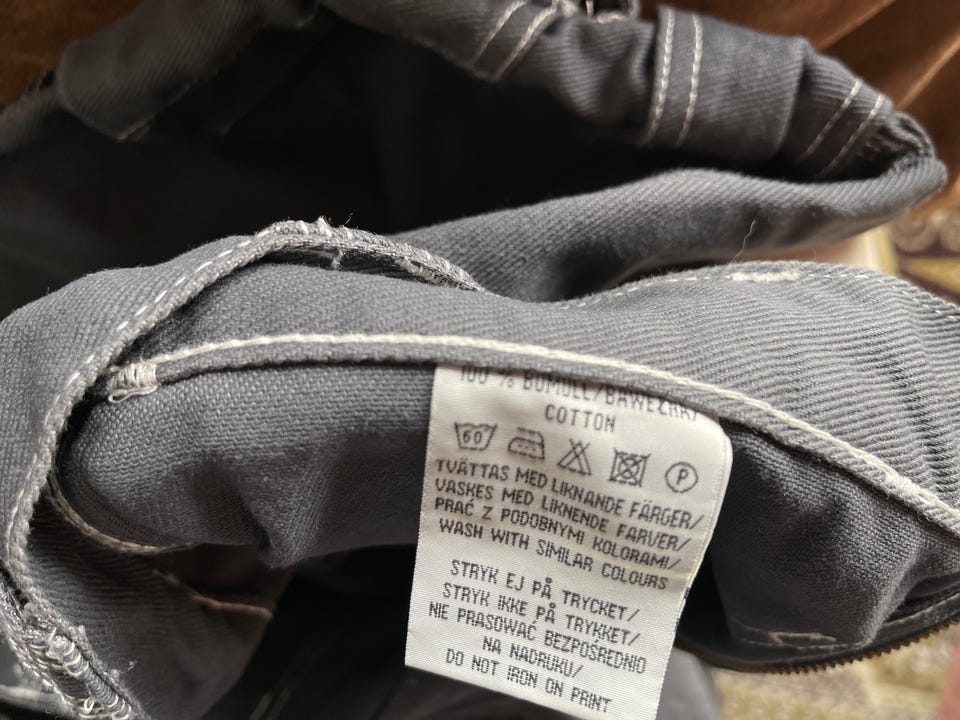 100 % BOMULL/BAWEŁNA/
COTTON
60 P
TVÄTTAS MED LIKNANDE FÄRGER/
VASKES MED LIKNENDE FARVER/
PRAĆ Z PODOBNYMI KOLORAMI/
WASH WITH SIMILAR COLOURS
STRYK EJ PÅ TRYCKET/
STRYK IKKE PÅ TRYKKET/
NIE PRASOWAĆ BEZPOŚREDNIO
NA NADRUKU/
DO NOT IRON ON PRINT